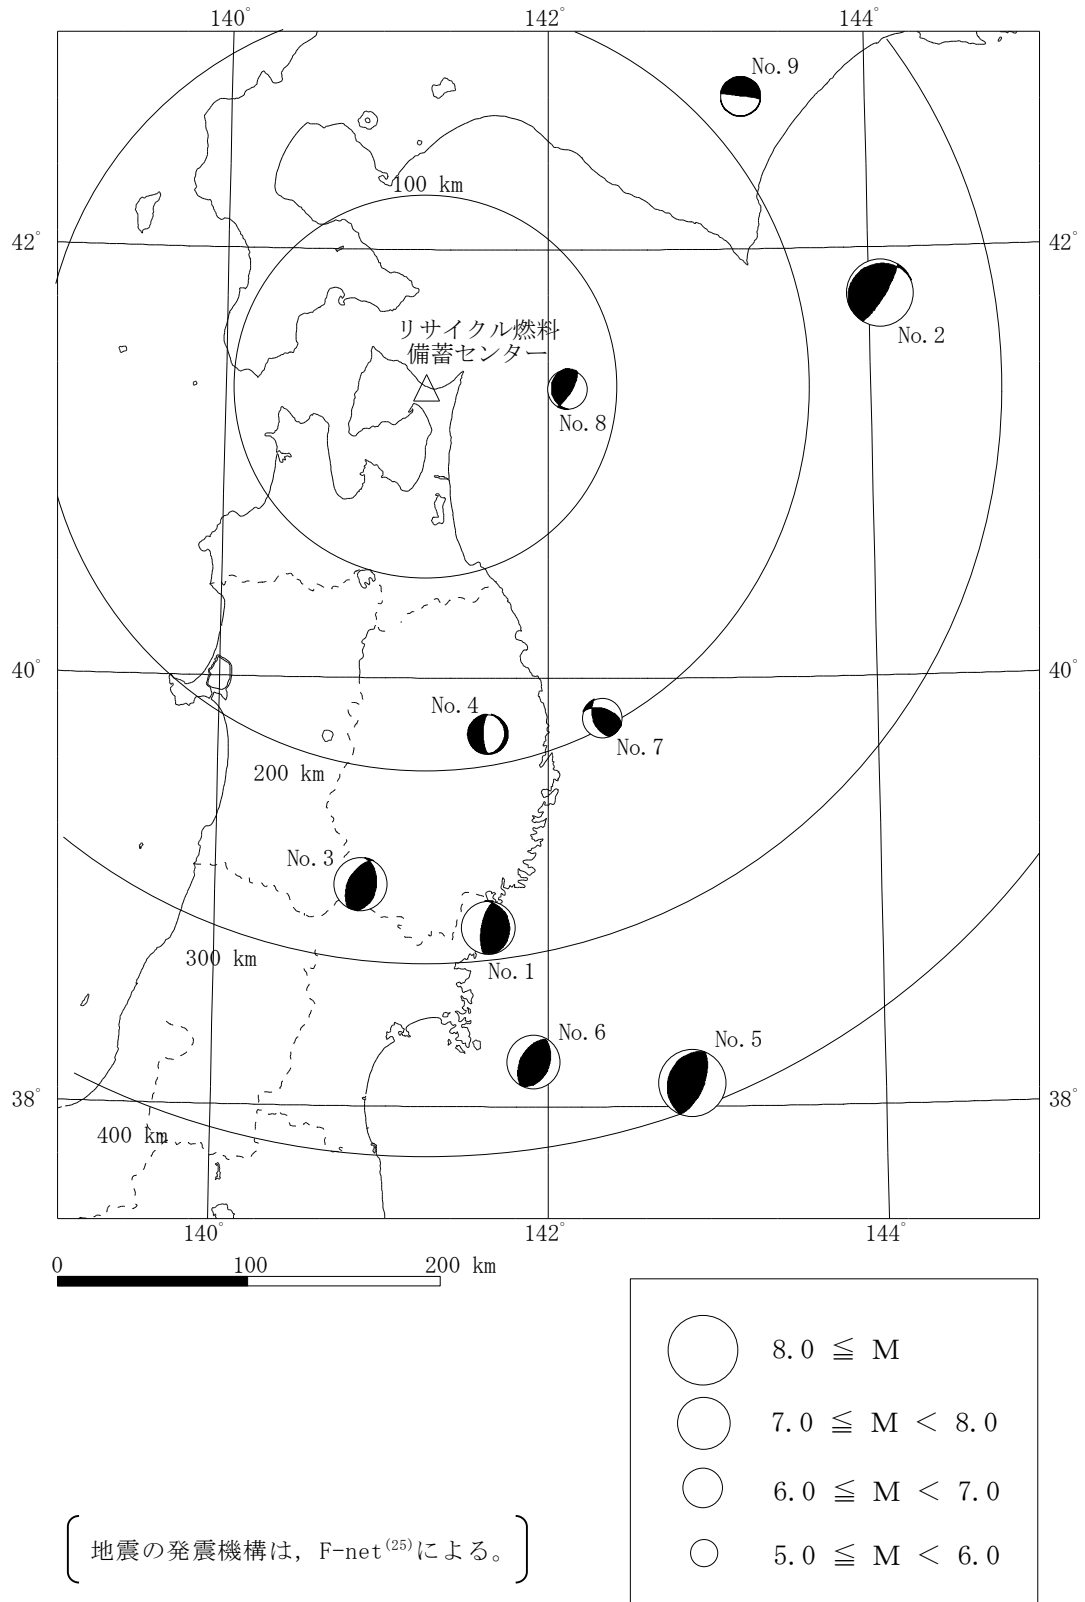 140° 142° 144°
No.9
100 km
42° 42°
リサイクル燃料
備蓄センター
No.2
No.8
40° 40°
No.4
No.7
200 km
No.3
300 km
No.1
No.6
No.5
38° 38°
400 km
140° 142° 144°
0 100 200 km
8.0 ≦ M
7.0 ≦ M < 8.0
6.0 ≦ M < 7.0
5.0 ≦ M < 6.0
地震の発震機構は，F-net⁽²⁵⁾による。